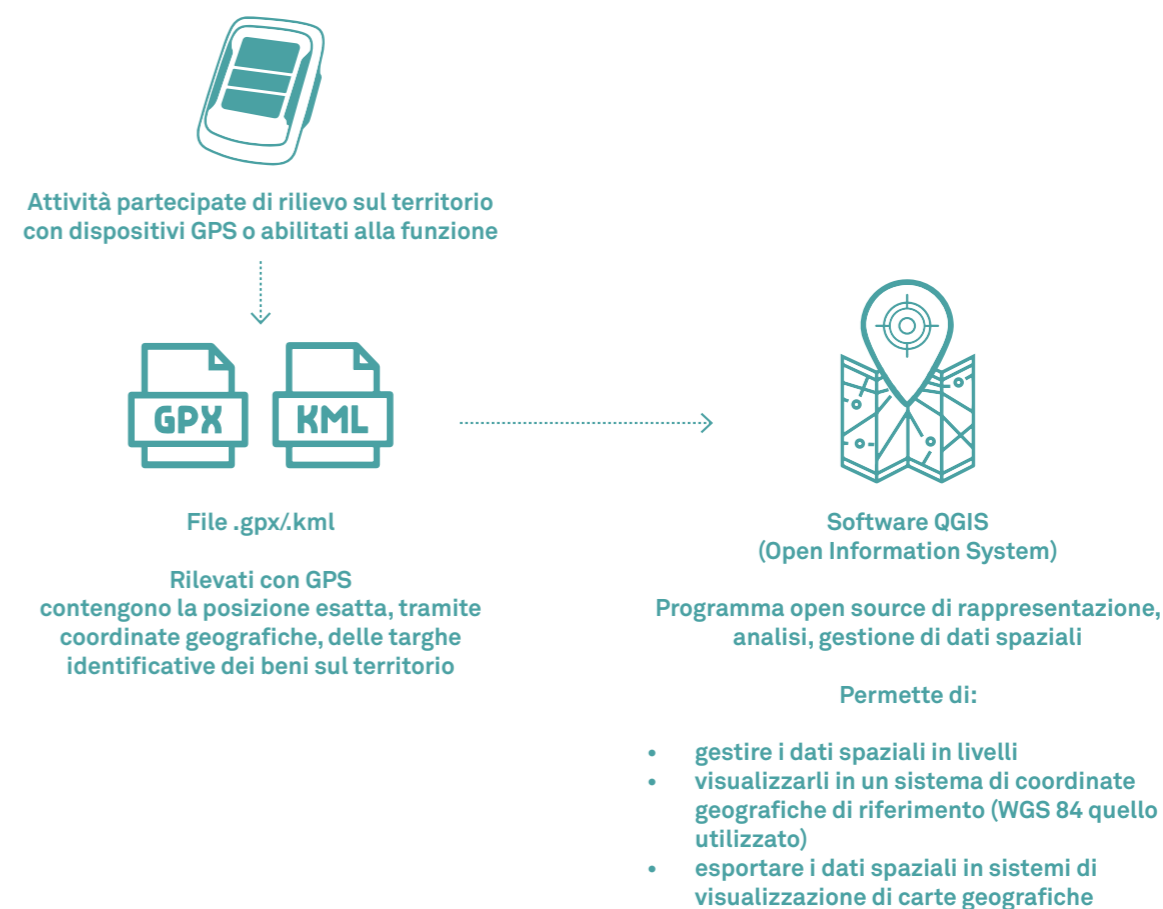 Attività partecipate di rilievo sul territorio
con dispositivi GPS o abilitati alla funzione
GPX
KML
File .gpx/.kml
Rilevati con GPS
contengono la posizione esatta, tramite
coordinate geografiche, delle targhe
identificative dei beni sul territorio
Software QGIS
(Open Information System)
Programma open source di rappresentazione,
analisi, gestione di dati spaziali
Permette di:
• gestire i dati spaziali in livelli
• visualizzarli in un sistema di coordinate
geografiche di riferimento (WGS 84 quello
utilizzato)
• esportare i dati spaziali in sistemi di
visualizzazione di carte geografiche